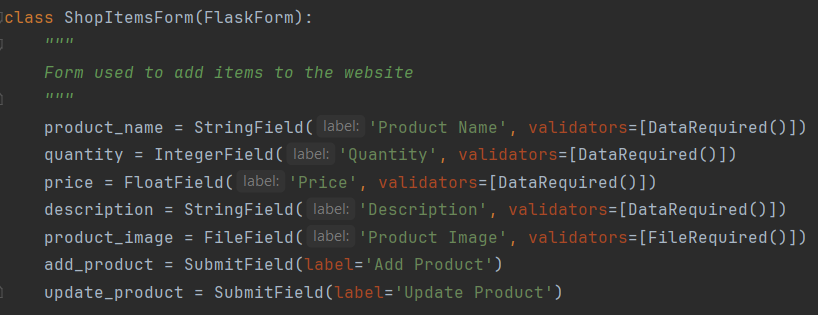 class ShopItemsForm(FlaskForm):
"""
Form used to add items to the website
"""
product_name = StringField( label: 'Product Name', validators=[DataRequired()])
quantity = IntegerField( label: 'Quantity', validators=[DataRequired()])
price = FloatField( label: 'Price', validators=[DataRequired()])
description = StringField( label: 'Description', validators=[DataRequired()])
product_image = FileField( label: 'Product Image', validators=[FileRequired()])
add_product = SubmitField(label='Add Product')
update_product = SubmitField(label='Update Product')